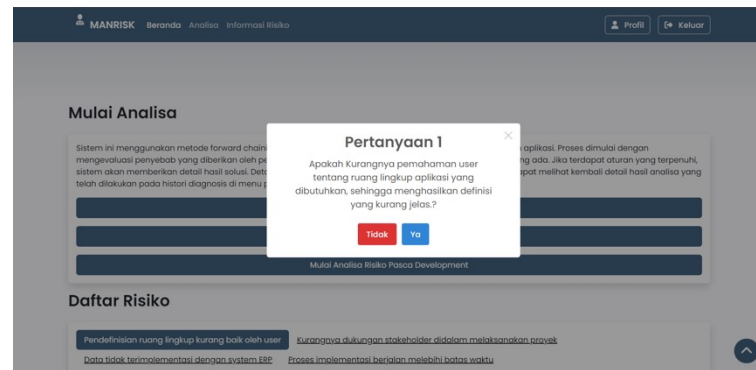 MANRISK Beranda Analisa Informasi Risiko Profil Keluar
Mulai Analisa
Sistem ini menggunakan metode forward chaini
aplikasi. Proses dimulai dengan
mengevaluasi penyebab yang diberikan oleh pe
ng ada. Jika terdapat aturan yang terpenuhi,
sistem akan memberikan detail hasil solusi.
apat melihat kembali detail hasil analisa yang
telah dilakukan pada histori diagnosis di menu
Pertanyaan 1
Apakah Kurangnya pemahaman user
tentang ruang lingkup aplikasi yang
dibutuhkan, sehingga menghasilkan definisi
yang kurang jelas.?
Tidak Ya
Mulai Analisa Risiko Pasca Development
Daftar Risiko
Pendefinisian ruang lingkup kurang baik oleh user Kurangnya dukungan stakeholder didalam melaksanakan proyek
Data tidak terimplementasi dengan system ERP Proses implementasi berjalan melebihi batas waktu